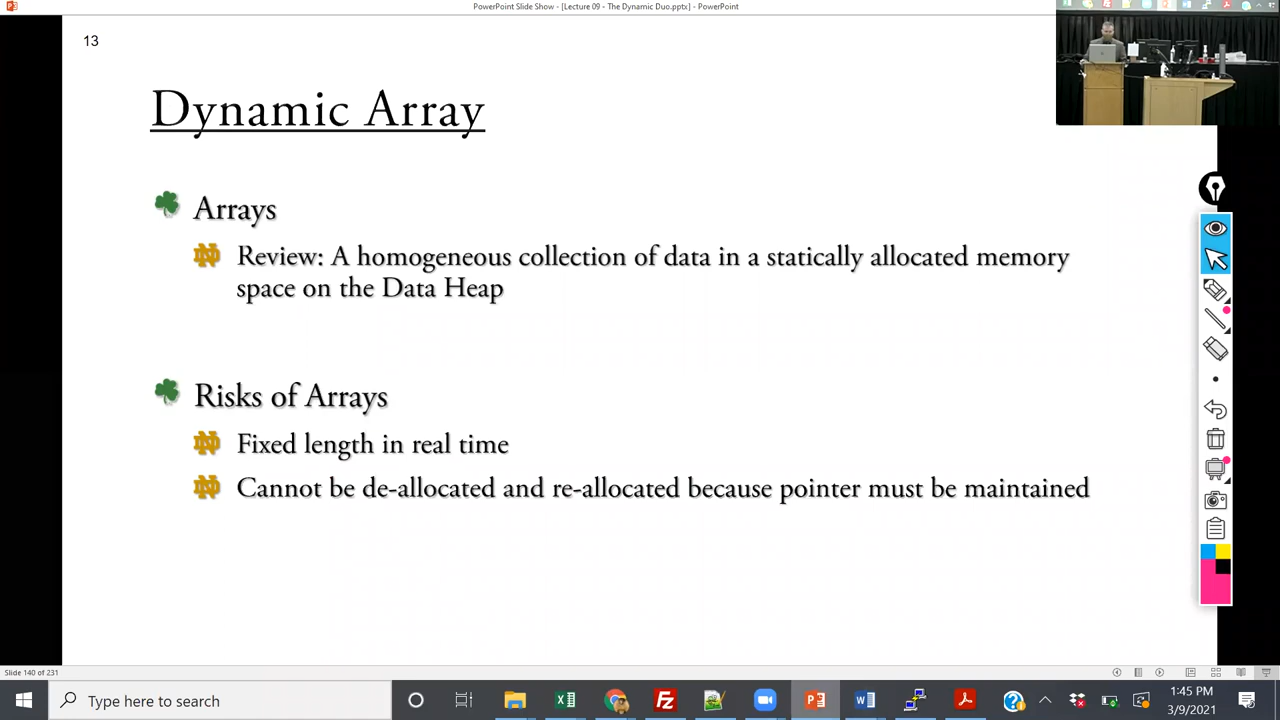 PowerPoint Slide Show - [Lecture 09 - The Dynamic Duo.pptx] - PowerPoint
13
Dynamic Array
Arrays
Review: A homogeneous collection of data in a statically allocated memory
space on the Data Heap
Risks of Arrays
Fixed length in real time
Cannot be de-allocated and re-allocated because pointer must be maintained
Slide 140 of 231
Type here to search
1:45 PM
3/9/2021